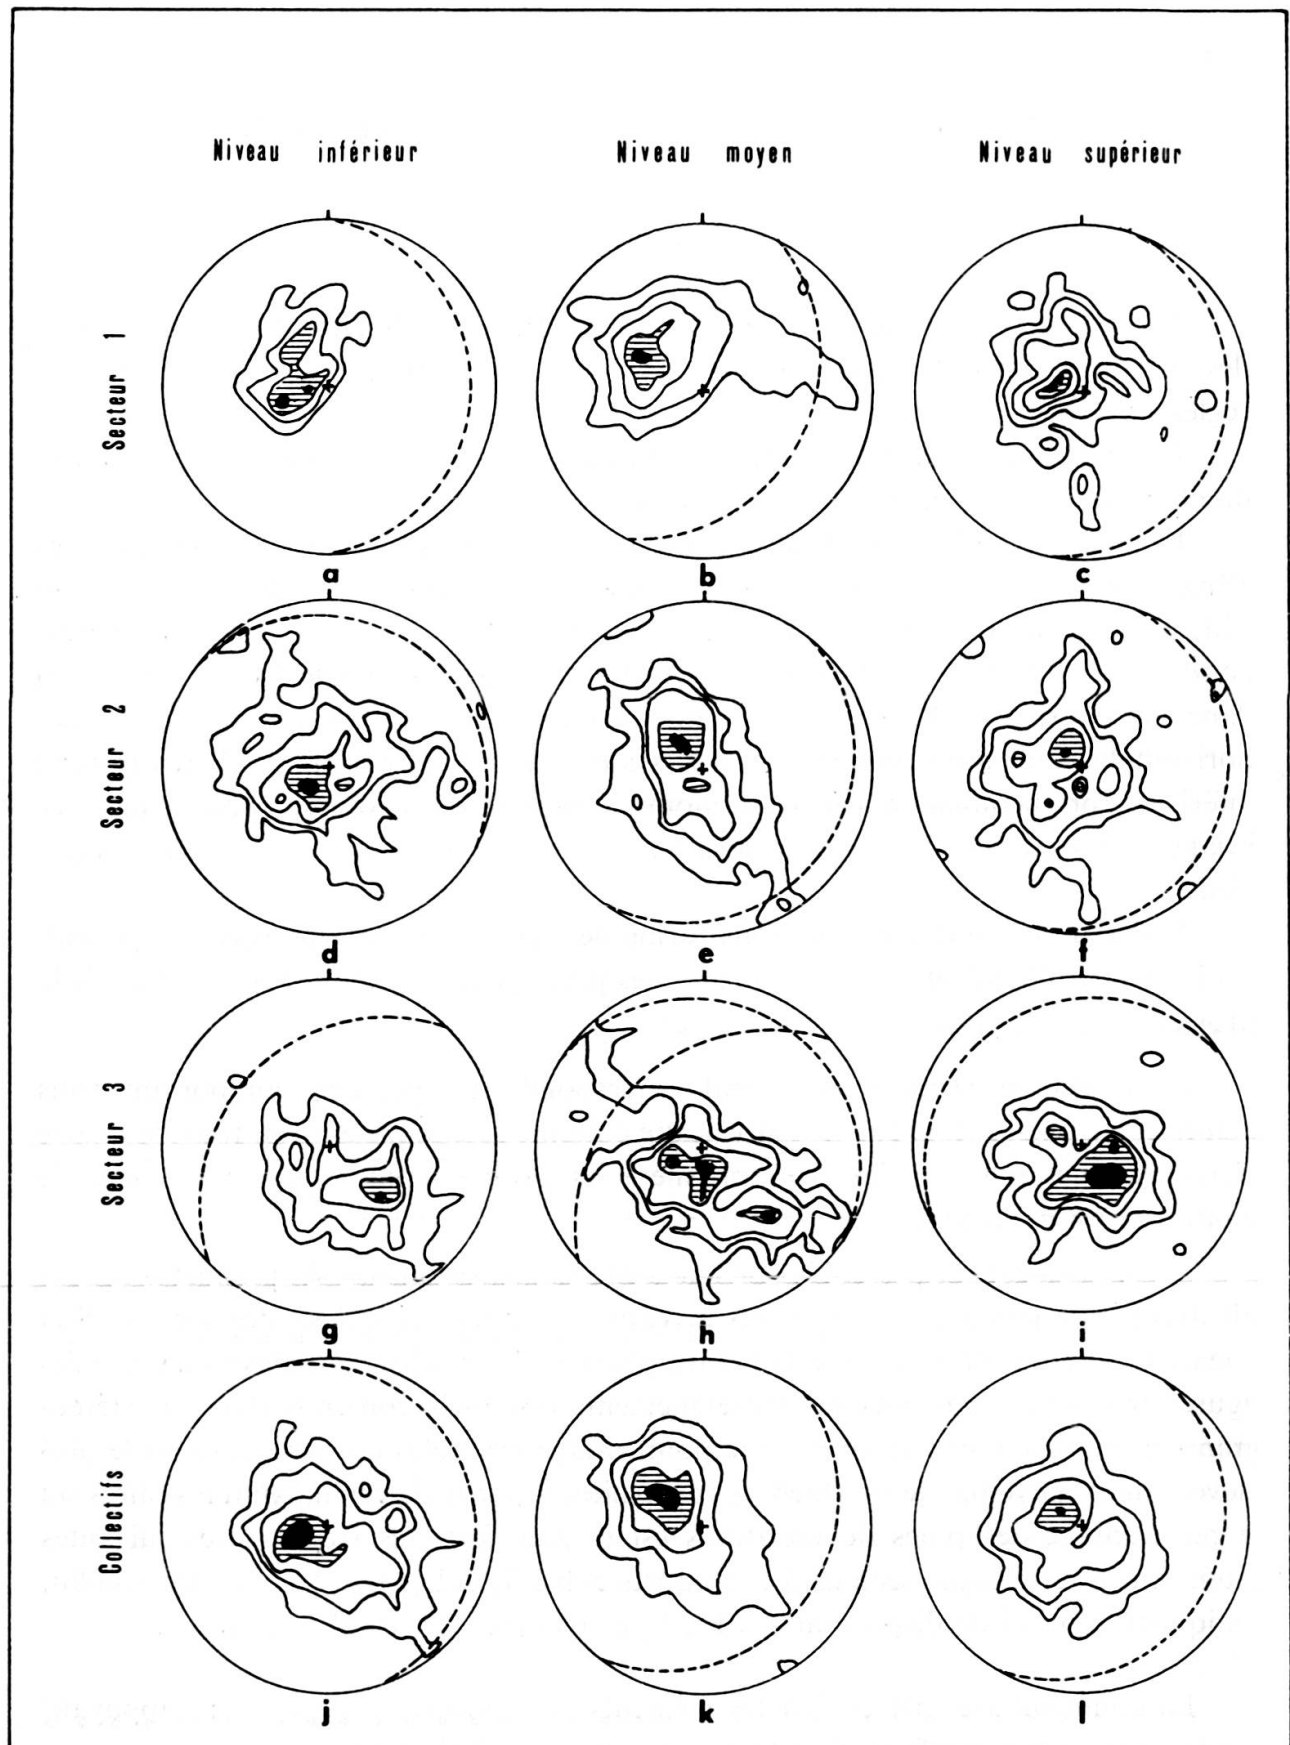 Niveau inférieur Niveau moyen Niveau supérieur
Secteur 1
a b c
Secteur 2
d e f
Secteur 3
g h i
Collectifs
j k l